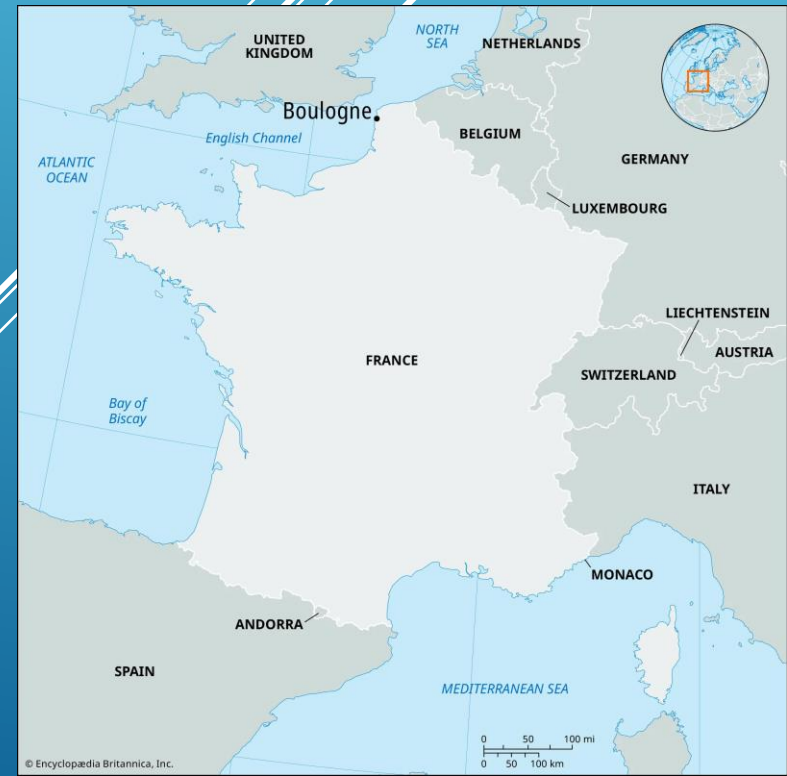 UNITED
KINGDOM
NORTH
SEA
NETHERLANDS
Boulogne
English Channel
BELGIUM
ATLANTIC
OCEAN
GERMANY
LUXEMBOURG
LIECHTENSTEIN
AUSTRIA
FRANCE
SWITZERLAND
Bay of
Biscay
ITALY
MONACO
ANDORRA
SPAIN
MEDITERRANEAN SEA
0 50 100 mi
0 50 100 km
© Encyclopædia Britannica, Inc.